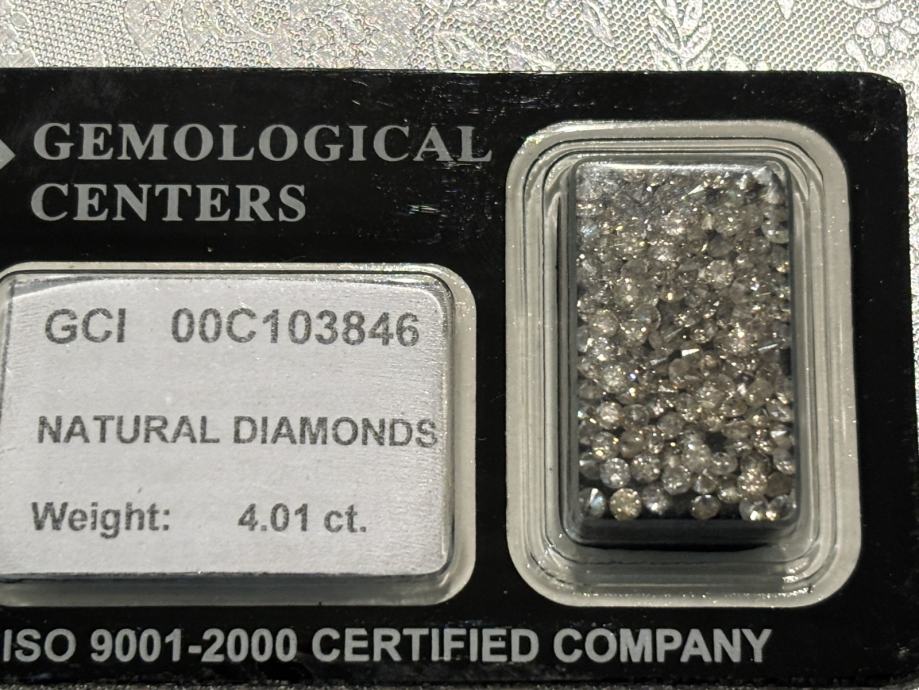 GEMOLOGICAL
CENTERS
GCI 00C103846
NATURAL DIAMONDS
Weight: 4.01 ct.
ISO 9001-2000 CERTIFIED COMPANY